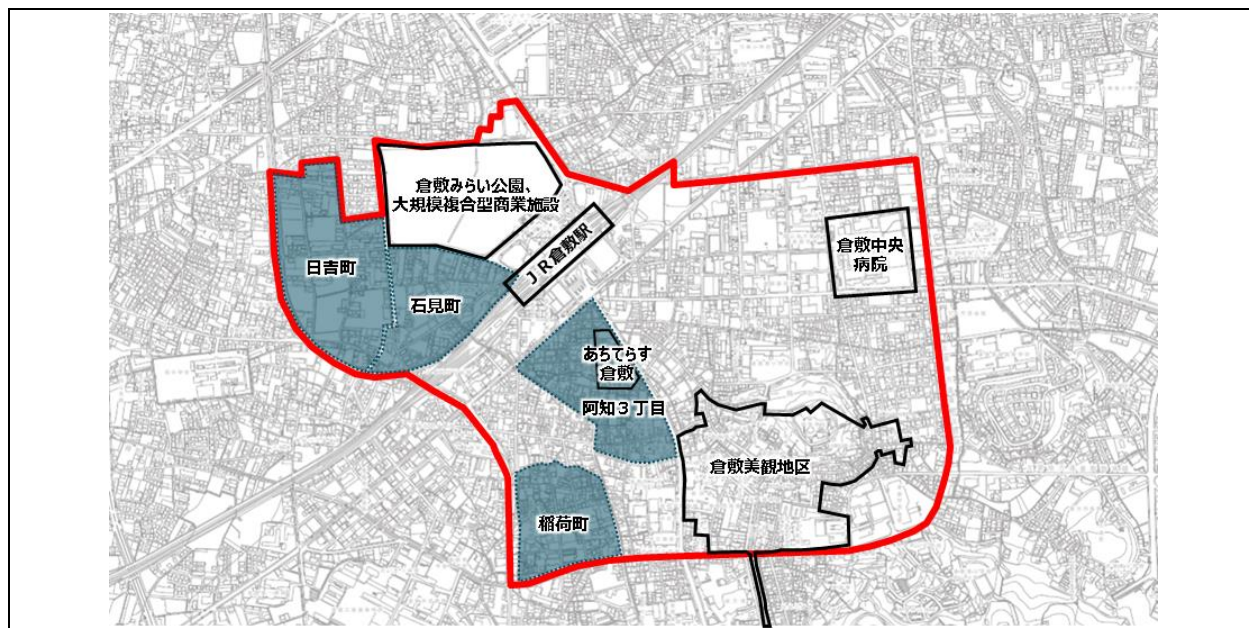 倉敷みらい公園、
大規模複合型商業施設
JR倉敷駅
倉敷中央
病院
日吉町
石見町
あちてらす
倉敷
阿知3丁目
倉敷美観地区
稲荷町